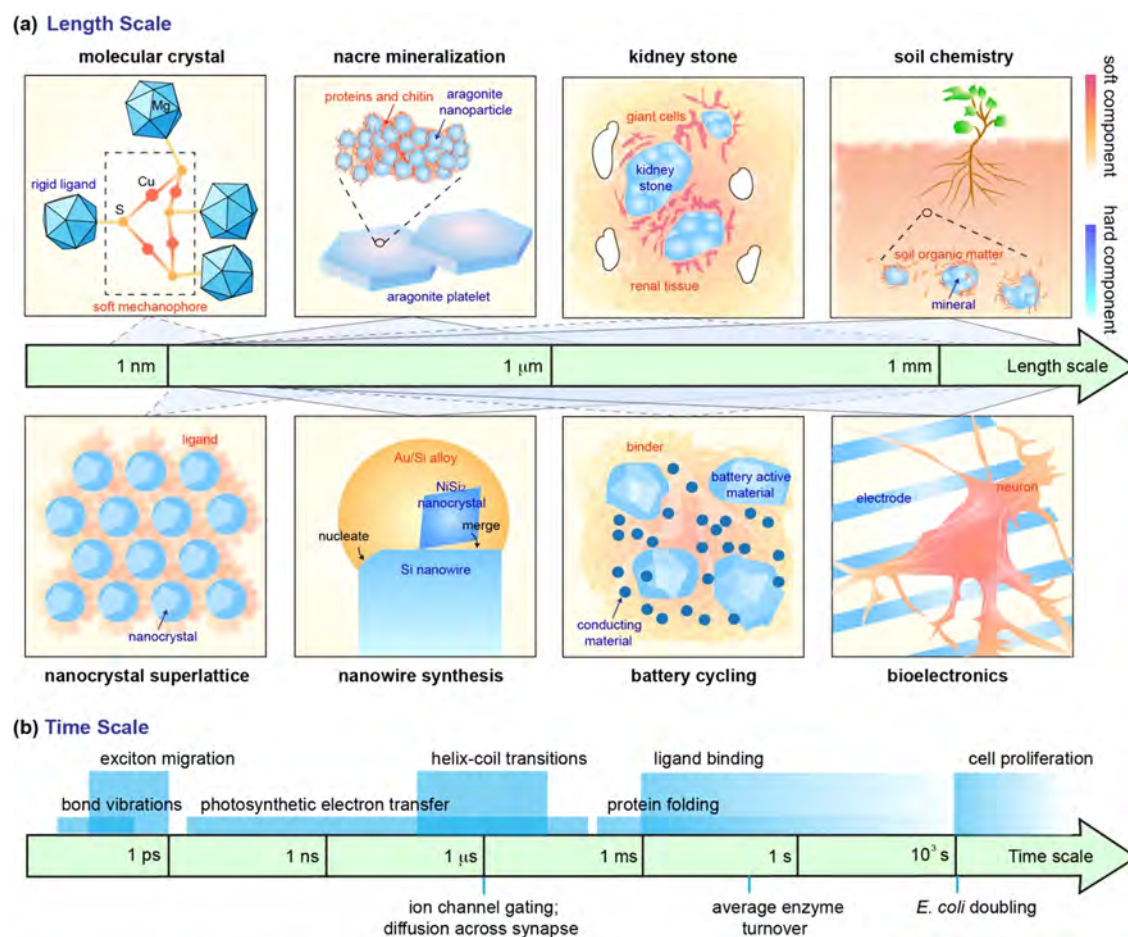 (a) Length Scale
molecular crystal
nacre mineralization
kidney stone
soil chemistry
Mg
rigid ligand
Cu
S
soft mechanophore
proteins and chitin
aragonite
nanoparticle
aragonite platelet
giant cells
kidney
stone
renal tissue
soil organic matter
mineral
soft component
hard component
1 nm
1 μm
1 mm
Length scale
ligand
nanocrystal
Au/Si alloy
NiSi₂
nanocrystal
nucleate
merge
Si nanowire
binder
battery active
material
conducting
material
electrode
neuron
nanocrystal superlattice
nanowire synthesis
battery cycling
bioelectronics
(b) Time Scale
exciton migration
helix-coil transitions
ligand binding
cell proliferation
bond vibrations
photosynthetic electron transfer
protein folding
1 ps
1 ns
1 μs
1 ms
1 s
10³ s
Time scale
ion channel gating;
diffusion across synapse
average enzyme
turnover
E. coli doubling